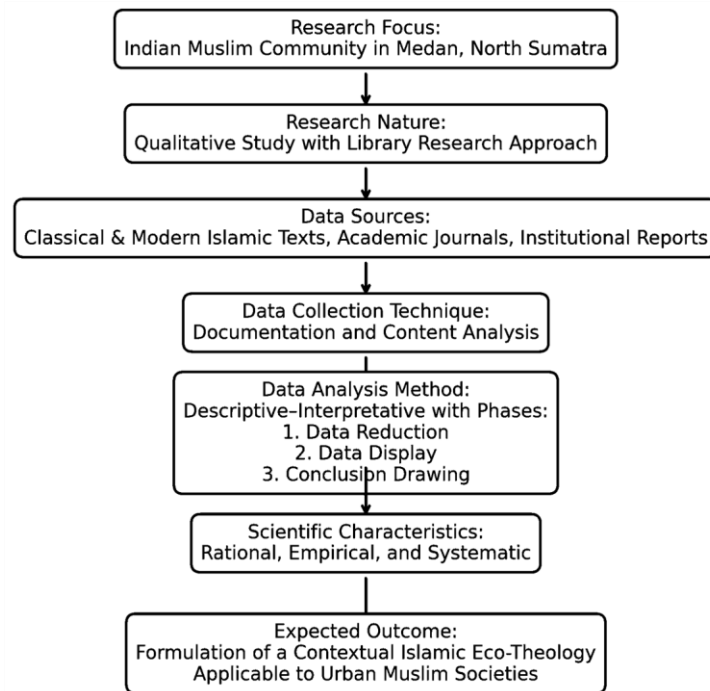 Research Focus:
Indian Muslim Community in Medan, North Sumatra
Research Nature:
Qualitative Study with Library Research Approach
Data Sources:
Classical & Modern Islamic Texts, Academic Journals, Institutional Reports
Data Collection Technique:
Documentation and Content Analysis
Data Analysis Method:
Descriptive–Interpretative with Phases:
1. Data Reduction
2. Data Display
3. Conclusion Drawing
Scientific Characteristics:
Rational, Empirical, and Systematic
Expected Outcome:
Formulation of a Contextual Islamic Eco-Theology
Applicable to Urban Muslim Societies